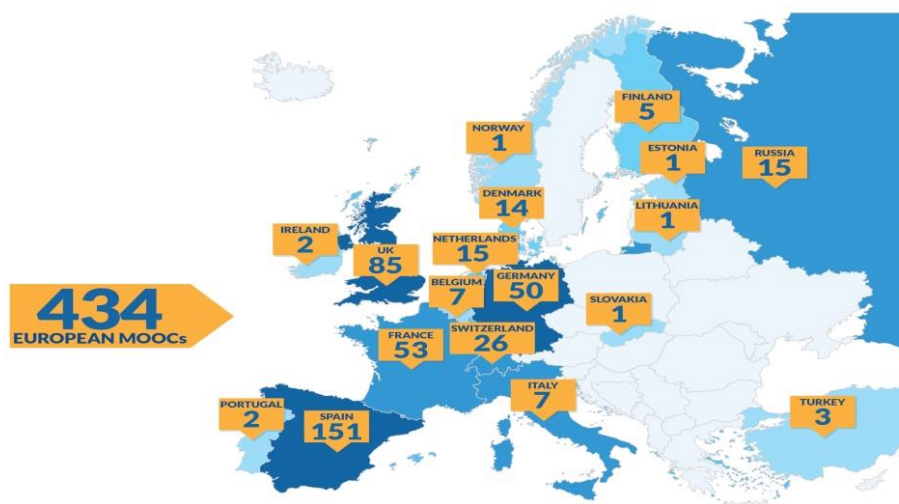 FINLAND
5
NORWAY
1
ESTONIA
1
RUSSIA
15
DENMARK
14
LITHUANIA
1
IRELAND
2
NETHERLANDS
15
UK
85
GERMANY
50
BELGIUM
7
SLOVAKIA
1
434
EUROPEAN MOOCs
FRANCE
53
SWITZERLAND
26
ITALY
7
PORTUGAL
2
SPAIN
151
TURKEY
3